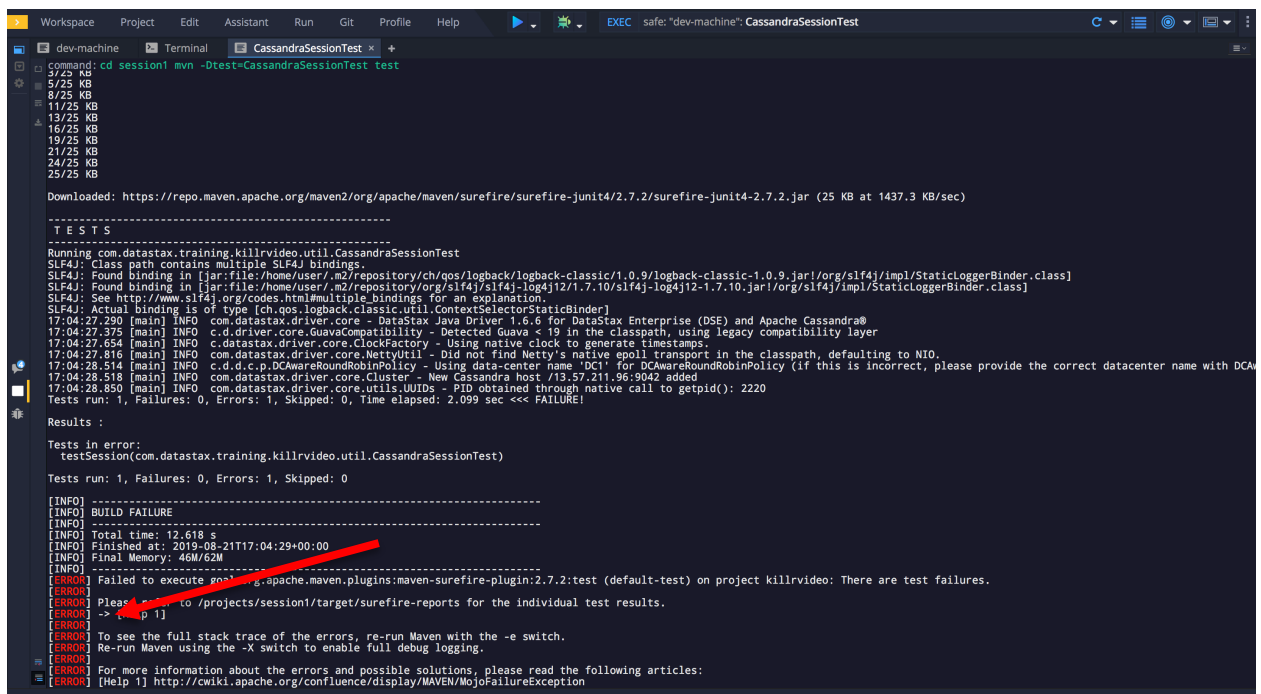 Workspace Project Edit Assistant Run Git Profile Help EXEC safe: "dev-machine": CassandraSessionTest
dev-machine Terminal CassandraSessionTest × +
command: cd session1 mvn -Dtest=CassandraSessionTest test
3/25 KB
5/25 KB
8/25 KB
11/25 KB
13/25 KB
16/25 KB
19/25 KB
21/25 KB
24/25 KB
25/25 KB
Downloaded: https://repo.maven.apache.org/maven2/org/apache/maven/surefire/surefire-junit4/2.7.2/surefire-junit4-2.7.2.jar (25 KB at 1437.3 KB/sec)
-------------------------------------------------------
T E S T S
-------------------------------------------------------
Running com.datastax.training.killrvideo.util.CassandraSessionTest
SLF4J: Class path contains multiple SLF4J bindings.
SLF4J: Found binding in [jar:file:/home/user/.m2/repository/ch/qos/logback/logback-classic/1.0.9/logback-classic-1.0.9.jar!/org/slf4j/impl/StaticLoggerBinder.class]
SLF4J: Found binding in [jar:file:/home/user/.m2/repository/org/slf4j/slf4j-log4j12/1.7.10/slf4j-log4j12-1.7.10.jar!/org/slf4j/impl/StaticLoggerBinder.class]
SLF4J: See http://www.slf4j.org/codes.html#multiple_bindings for an explanation.
SLF4J: Actual binding is of type [ch.qos.logback.classic.util.ContextSelectorStaticBinder]
17:04:27.290 [main] INFO com.datastax.driver.core - DataStax Java Driver 1.6.6 for DataStax Enterprise (DSE) and Apache Cassandra®
17:04:27.375 [main] INFO c.d.driver.core.GuavaCompatibility - Detected Guava < 19 in the classpath, using legacy compatibility layer
17:04:27.654 [main] INFO c.datastax.driver.core.ClockFactory - Using native clock to generate timestamps.
17:04:27.816 [main] INFO com.datastax.driver.core.NettyUtil - Did not find Netty's native epoll transport in the classpath, defaulting to NIO.
17:04:28.514 [main] INFO c.d.d.c.p.DCAwareRoundRobinPolicy - Using data-center name 'DC1' for DCAwareRoundRobinPolicy (if this is incorrect, please provide the correct datacenter name with DCAw
17:04:28.518 [main] INFO com.datastax.driver.core.Cluster - New Cassandra host /13.57.211.96:9042 added
17:04:28.850 [main] INFO com.datastax.driver.core.utils.UUIDs - PID obtained through native call to getpid(): 2220
Tests run: 1, Failures: 0, Errors: 1, Skipped: 0, Time elapsed: 2.099 sec <<< FAILURE!
Results :
Tests in error:
testSession(com.datastax.training.killrvideo.util.CassandraSessionTest)
Tests run: 1, Failures: 0, Errors: 1, Skipped: 0
[INFO] ------------------------------------------------------------------------
[INFO] BUILD FAILURE
[INFO] ------------------------------------------------------------------------
[INFO] Total time: 12.618 s
[INFO] Finished at: 2019-08-21T17:04:29+00:00
[INFO] Final Memory: 46M/62M
[INFO] ------------------------------------------------------------------------
[ERROR] Failed to execute goal org.apache.maven.plugins:maven-surefire-plugin:2.7.2:test (default-test) on project killrvideo: There are test failures.
[ERROR]
[ERROR] Please refer to /projects/session1/target/surefire-reports for the individual test results.
[ERROR] -> [Help 1]
[ERROR]
[ERROR] To see the full stack trace of the errors, re-run Maven with the -e switch.
[ERROR] Re-run Maven using the -X switch to enable full debug logging.
[ERROR]
[ERROR] For more information about the errors and possible solutions, please read the following articles:
[ERROR] [Help 1] http://cwiki.apache.org/confluence/display/MAVEN/MojoFailureException